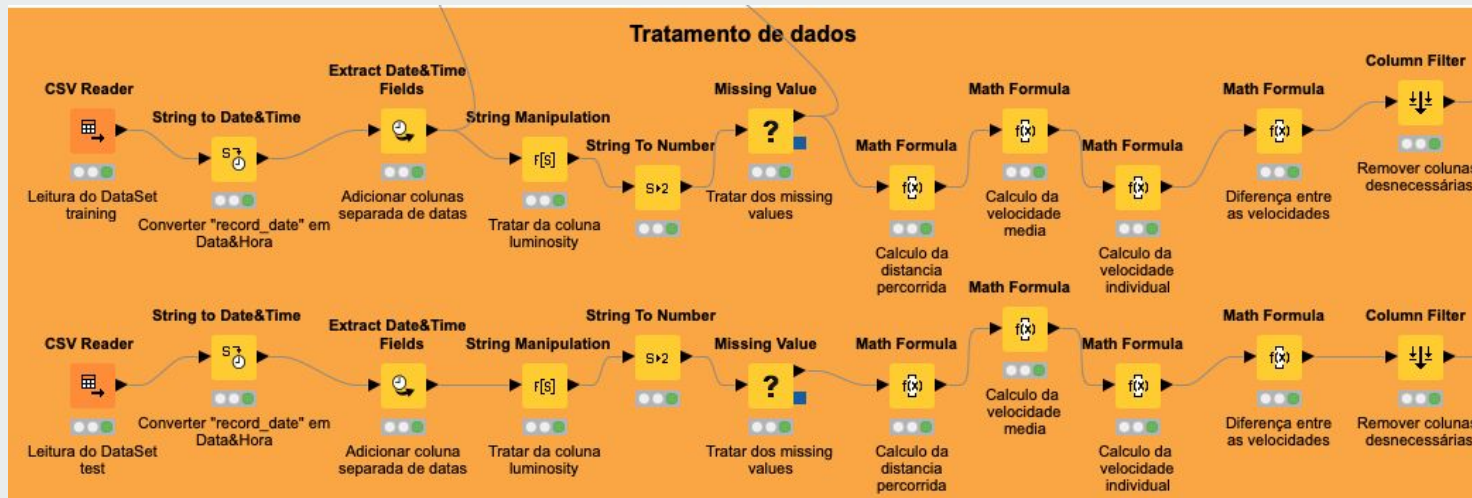 Tratamento de dados
CSV Reader
Leitura do DataSet
training
String to Date&Time
S
Converter "record_date" em
Data&Hora
Extract Date&Time
Fields
Adicionar colunas
separada de datas
String Manipulation
F[S]
Tratar da coluna
luminosity
String To Number
S▸2
Missing Value
?
Tratar dos missing
values
Math Formula
f(x)
Calculo da
distancia
percorrida
Math Formula
f(x)
Calculo da
velocidade
media
Math Formula
f(x)
Calculo da
velocidade
individual
Math Formula
f(x)
Diferença entre
as velocidades
Column Filter
Remover colunas
desnecessárias
CSV Reader
Leitura do DataSet
test
String to Date&Time
S
Converter "record_date" em
Data&Hora
Extract Date&Time
Fields
Adicionar coluna
separada de datas
String Manipulation
F[S]
Tratar da coluna
luminosity
String To Number
S▸2
Missing Value
?
Tratar dos missing
values
Math Formula
f(x)
Calculo da
distancia
percorrida
Math Formula
f(x)
Calculo da
velocidade
media
Math Formula
f(x)
Calculo da
velocidade
individual
Math Formula
f(x)
Diferença entre
as velocidades
Column Filter
Remover colunas
desnecessárias